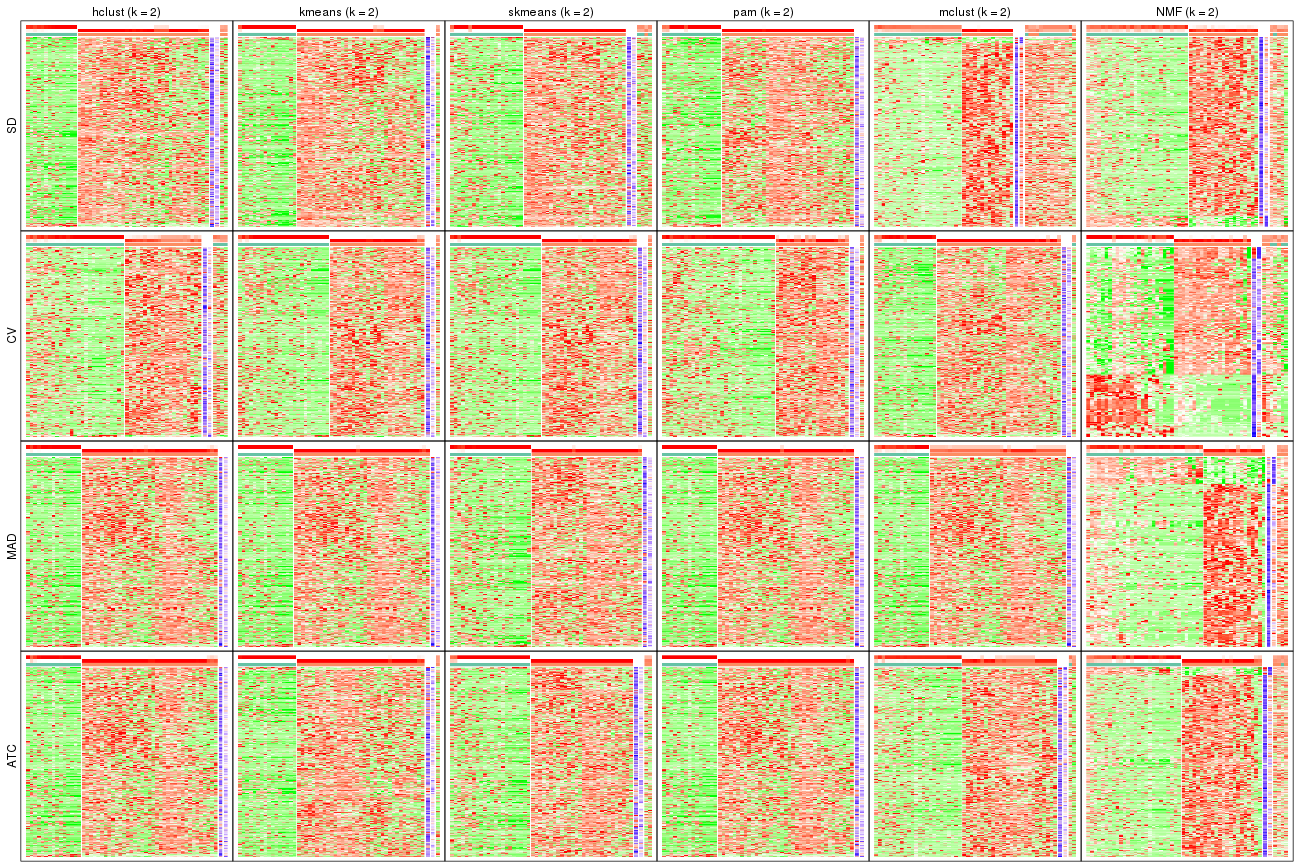 hclust (k = 2) kmeans (k = 2) skmeans (k = 2) pam (k = 2) mclust (k = 2) NMF (k = 2)
SD
CV
MAD
ATC